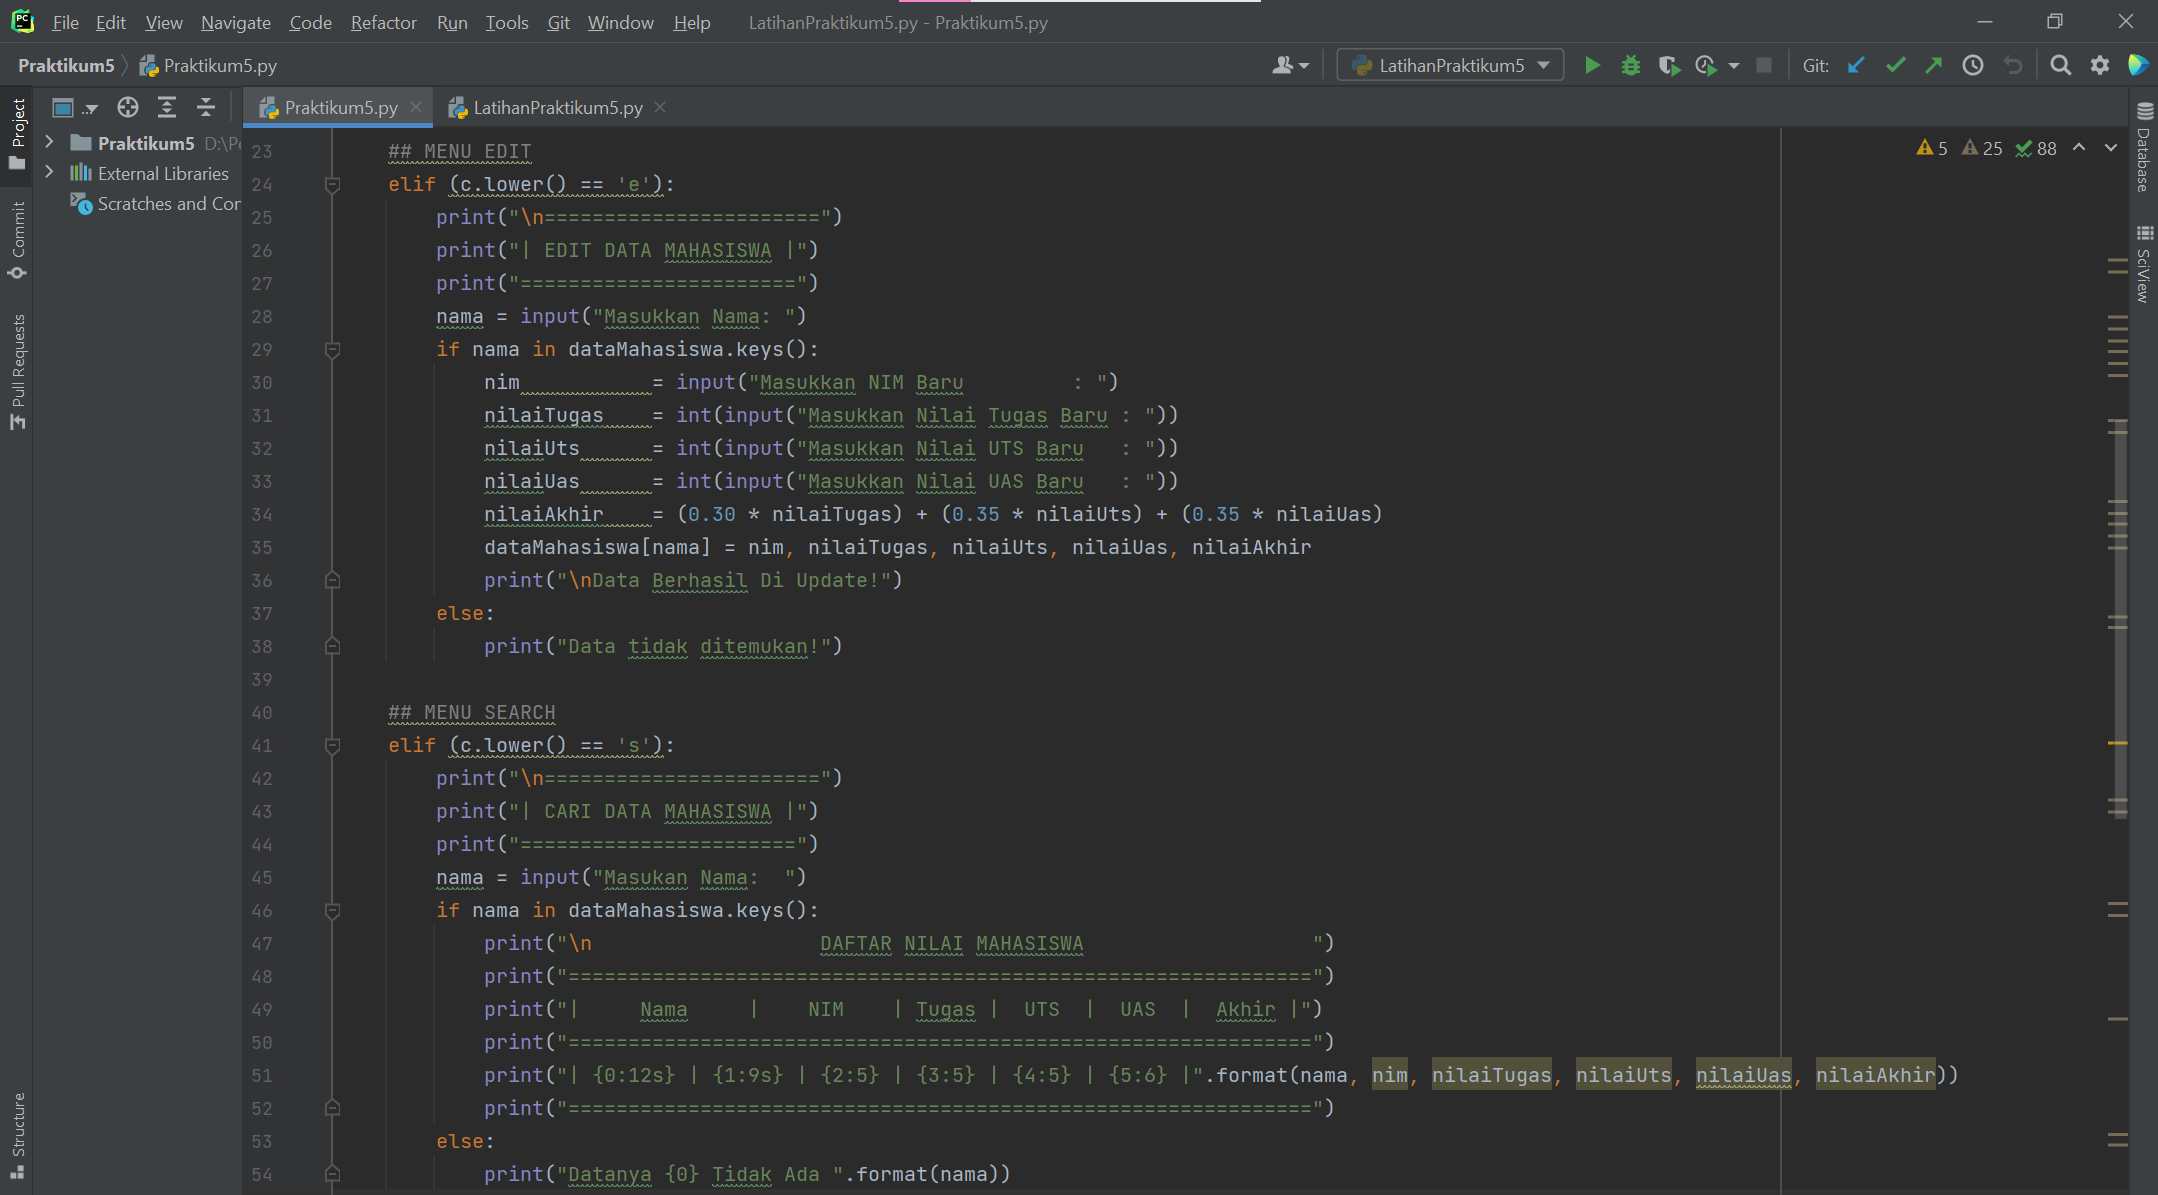 PC File Edit View Navigate Code Refactor Run Tools Git Window Help LatihanPraktikum5.py - Praktikum5.py
Praktikum5 Praktikum5.py LatihanPraktikum5 Git:
.. Praktikum5.py LatihanPraktikum5.py
Project
Commit
Pull Requests
Structure
Praktikum5 D:\Pe
External Libraries
Scratches and Cor
5 25 88
Database
SciView
23 ## MENU EDIT
24 elif (c.lower() == 'e'):
25 print("\n=======================")
26 print("| EDIT DATA MAHASISWA |")
27 print("=======================")
28 nama = input("Masukkan Nama: ")
29 if nama in dataMahasiswa.keys():
30 nim           = input("Masukkan NIM Baru         : ")
31 nilaiTugas    = int(input("Masukkan Nilai Tugas Baru : "))
32 nilaiUts      = int(input("Masukkan Nilai UTS Baru   : "))
33 nilaiUas      = int(input("Masukkan Nilai UAS Baru   : "))
34 nilaiAkhir    = (0.30 * nilaiTugas) + (0.35 * nilaiUts) + (0.35 * nilaiUas)
35 dataMahasiswa[nama] = nim, nilaiTugas, nilaiUts, nilaiUas, nilaiAkhir
36 print("\nData Berhasil Di Update!")
37 else:
38 print("Data tidak ditemukan!")
39
40 ## MENU SEARCH
41 elif (c.lower() == 's'):
42 print("\n=======================")
43 print("| CARI DATA MAHASISWA |")
44 print("=======================")
45 nama = input("Masukan Nama:  ")
46 if nama in dataMahasiswa.keys():
47 print("\n                   DAFTAR NILAI MAHASISWA                   ")
48 print("==============================================================")
49 print("|     Nama     |    NIM    | Tugas |  UTS  |  UAS  |  Akhir |")
50 print("==============================================================")
51 print("| {0:12s} | {1:9s} | {2:5} | {3:5} | {4:5} | {5:6} |".format(nama, nim, nilaiTugas, nilaiUts, nilaiUas, nilaiAkhir))
52 print("==============================================================")
53 else:
54 print("Datanya {0} Tidak Ada ".format(nama))